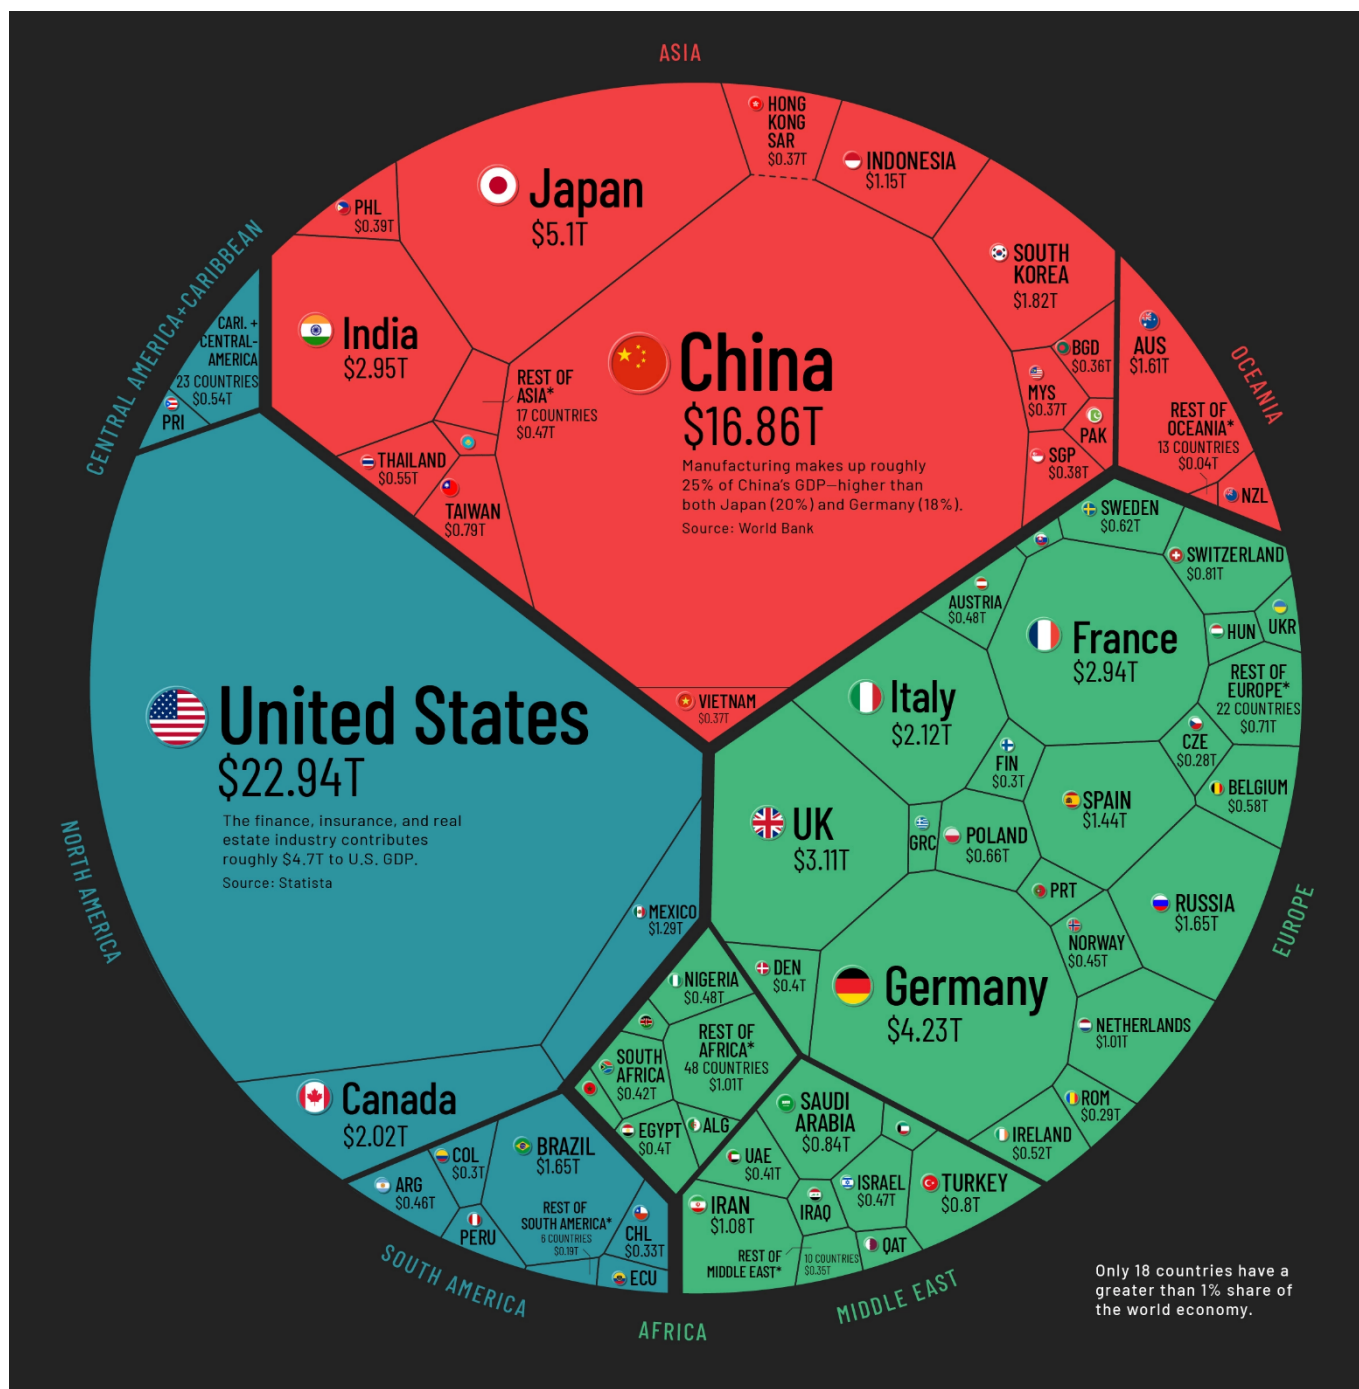 ASIA
HONG
KONG
SAR
$0.37T
INDONESIA
$1.15T
Japan
$5.1T
PHL
$0.39T
SOUTH
KOREA
$1.82T
CENTRAL AMERICA+CARIBBEAN
CARI. +
CENTRAL-
AMERICA
23 COUNTRIES
$0.54T
PRI
India
$2.95T
REST OF
ASIA*
17 COUNTRIES
$0.47T
China
$16.86T
Manufacturing makes up roughly
25% of China's GDP—higher than
both Japan (20%) and Germany (18%).
Source: World Bank
BGD
$0.36T
MYS
$0.37T
PAK
SGP
$0.38T
THAILAND
$0.55T
TAIWAN
$0.79T
VIETNAM
$0.37T
OCEANIA
AUS
$1.61T
REST OF
OCEANIA*
13 COUNTRIES
$0.04T
NZL
United States
$22.94T
The finance, insurance, and real
estate industry contributes
roughly $4.7T to U.S. GDP.
Source: Statista
NORTH AMERICA
MEXICO
$1.29T
Canada
$2.02T
SWEDEN
$0.62T
SWITZERLAND
$0.81T
AUSTRIA
$0.48T
France
$2.94T
HUN
UKR
REST OF
EUROPE*
22 COUNTRIES
$0.71T
Italy
$2.12T
FIN
$0.3T
CZE
$0.28T
BELGIUM
$0.58T
SPAIN
$1.44T
UK
$3.11T
GRC
POLAND
$0.66T
PRT
RUSSIA
$1.65T
NORWAY
$0.45T
EUROPE
DEN
$0.4T
Germany
$4.23T
NETHERLANDS
$1.01T
ROM
$0.29T
IRELAND
$0.52T
NIGERIA
$0.48T
REST OF
AFRICA*
48 COUNTRIES
$1.01T
SOUTH
AFRICA
$0.42T
EGYPT
$0.4T
ALG
AFRICA
SAUDI
ARABIA
$0.84T
UAE
$0.41T
ISRAEL
$0.47T
TURKEY
$0.8T
IRAN
$1.08T
IRAQ
QAT
REST OF
MIDDLE EAST*
10 COUNTRIES
$0.35T
MIDDLE EAST
COL
$0.3T
BRAZIL
$1.65T
ARG
$0.46T
PERU
REST OF
SOUTH AMERICA*
6 COUNTRIES
$0.19T
CHL
$0.33T
ECU
SOUTH AMERICA
Only 18 countries have a
greater than 1% share of
the world economy.